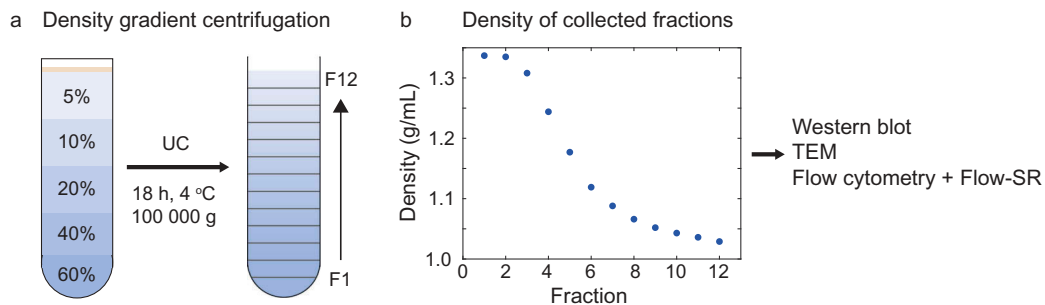 a Density gradient centrifugation
5%
10%
20%
40%
60%
UC
18 h, 4 °C
100 000 g
F12
F1
b Density of collected fractions
Density (g/mL)
1.3
1.2
1.1
1.0
0 2 4 6 8 10 12
Fraction
Western blot
TEM
Flow cytometry + Flow-SR